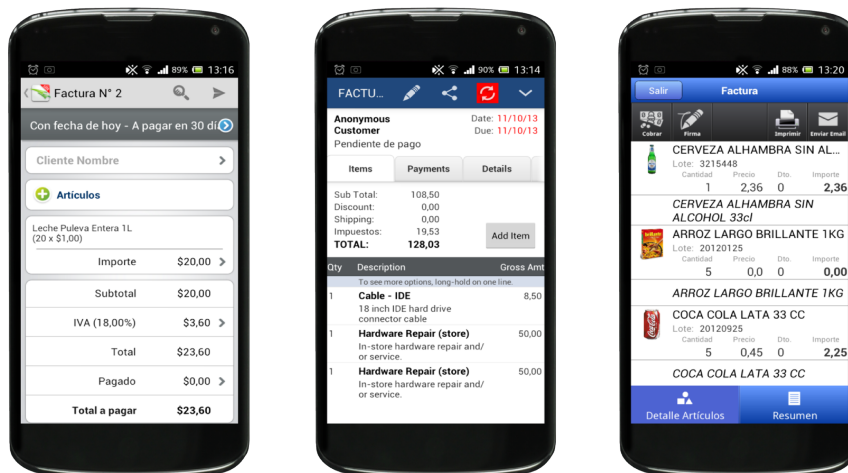 89% 13:16
Factura N° 2
Con fecha de hoy - A pagar en 30 dí
Cliente Nombre
Artículos
Leche Puleva Entera 1L
(20 x $1,00)
Importe $20,00
Subtotal $20,00
IVA (18,00%) $3,60
Total $23,60
Pagado $0,00
Total a pagar $23,60
90% 13:14
FACTU...
Anonymous Date: 11/10/13
Customer Due: 11/10/13
Pendiente de pago
Items Payments Details
Sub Total: 108,50
Discount: 0,00
Shipping: 0,00
Impuestos: 19,53
TOTAL: 128,03
Add Item
Qty Description Gross Amt
To see more options, long-hold on one line.
1 Cable - IDE 8,50
18 inch IDE hard drive
connector cable
1 Hardware Repair (store) 50,00
In-store hardware repair and/
or service.
1 Hardware Repair (store) 50,00
In-store hardware repair and/
or service.
88% 13:20
Salir Factura
Cobrar Firma Imprimir Enviar Email
CERVEZA ALHAMBRA SIN AL...
Lote: 3215448
Cantidad Precio Dto. Importe
1 2,36 0 2,36
CERVEZA ALHAMBRA SIN
ALCOHOL 33cl
ARROZ LARGO BRILLANTE 1KG
Lote: 20120125
Cantidad Precio Dto. Importe
5 0,0 0 0,00
ARROZ LARGO BRILLANTE 1KG
COCA COLA LATA 33 CC
Lote: 20120925
Cantidad Precio Dto. Importe
5 0,45 0 2,25
COCA COLA LATA 33 CC
Detalle Artículos Resumen